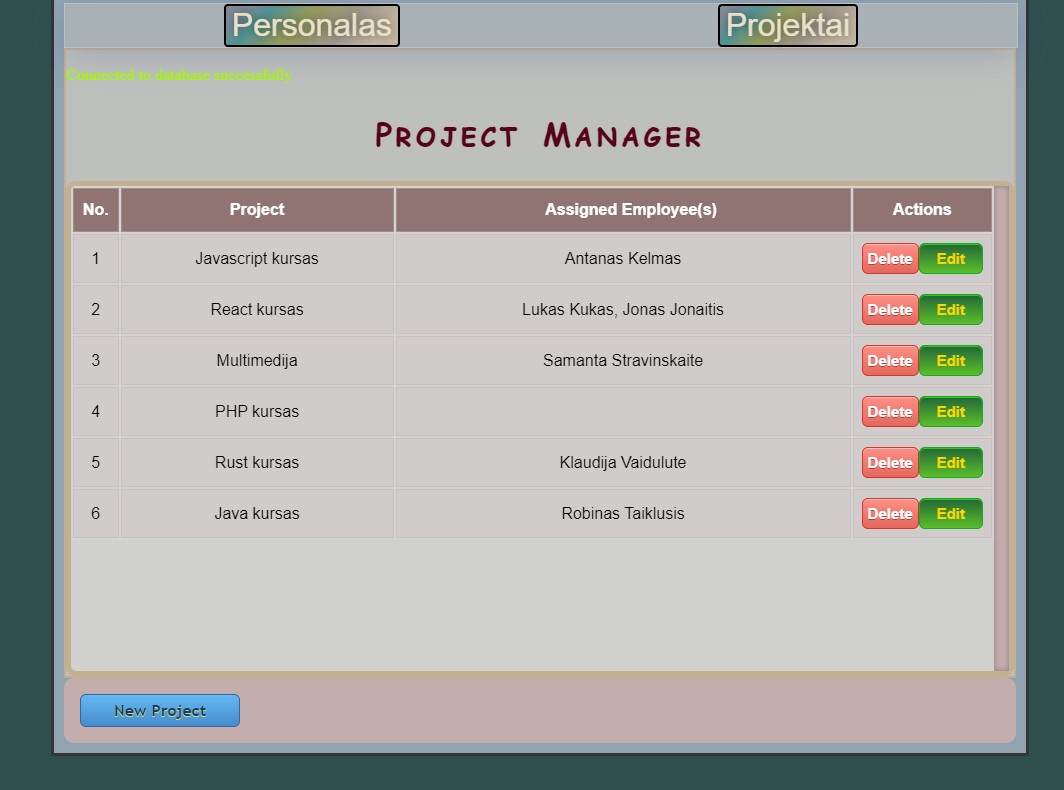 Personalas Projektai
Connected to database successfully
Project Manager
No. Project Assigned Employee(s) Actions
1 Javascript kursas Antanas Kelmas Delete Edit
2 React kursas Lukas Kukas, Jonas Jonaitis Delete Edit
3 Multimedija Samanta Stravinskaite Delete Edit
4 PHP kursas Delete Edit
5 Rust kursas Klaudija Vaidulute Delete Edit
6 Java kursas Robinas Taiklusis Delete Edit
New Project